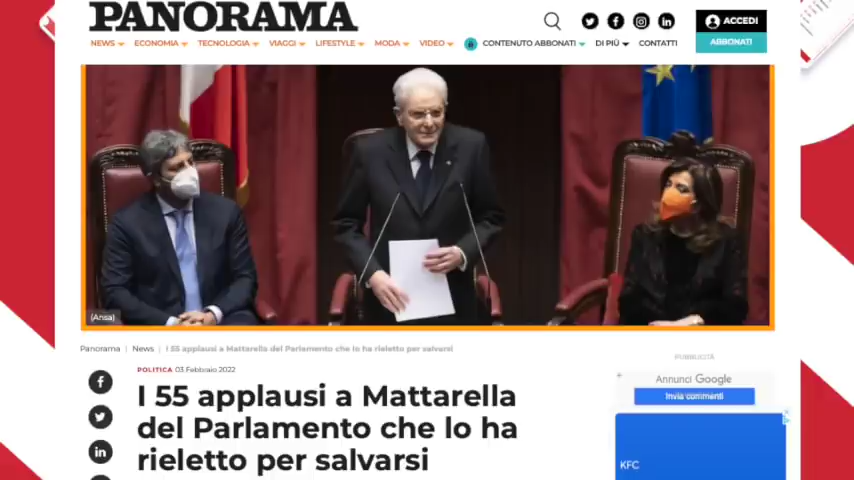 PANORAMA
ACCEDI
NEWS ECONOMIA TECNOLOGIA VIAGGI LIFESTYLE MODA VIDEO CONTENUTO ABBONATI DI PIÙ CONTATTI
ABBONATI
(Ansa)
Panorama | News | I 55 applausi a Mattarella del Parlamento che lo ha rieletto per salvarsi
PUBBLICITÀ
POLITICA 03 Febbraio 2022
I 55 applausi a Mattarella
del Parlamento che lo ha
rieletto per salvarsi
Annunci Google
Invia commenti
KFC